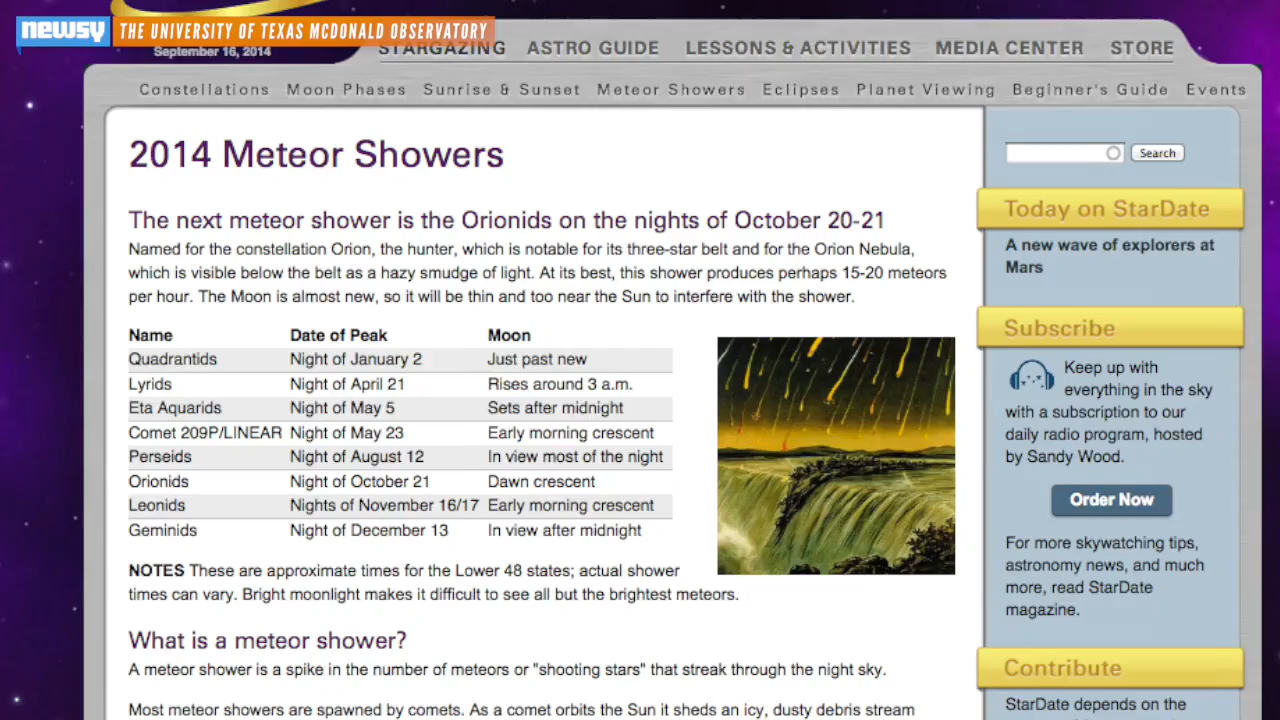 newsy THE UNIVERSITY OF TEXAS MCDONALD OBSERVATORY
September 16, 2014
STARGAZING ASTRO GUIDE LESSONS & ACTIVITIES MEDIA CENTER STORE
Constellations Moon Phases Sunrise & Sunset Meteor Showers Eclipses Planet Viewing Beginner's Guide Events
2014 Meteor Showers
The next meteor shower is the Orionids on the nights of October 20-21
Named for the constellation Orion, the hunter, which is notable for its three-star belt and for the Orion Nebula,
which is visible below the belt as a hazy smudge of light. At its best, this shower produces perhaps 15-20 meteors
per hour. The Moon is almost new, so it will be thin and too near the Sun to interfere with the shower.
Name Date of Peak Moon
Quadrantids Night of January 2 Just past new
Lyrids Night of April 21 Rises around 3 a.m.
Eta Aquarids Night of May 5 Sets after midnight
Comet 209P/LINEAR Night of May 23 Early morning crescent
Perseids Night of August 12 In view most of the night
Orionids Night of October 21 Dawn crescent
Leonids Nights of November 16/17 Early morning crescent
Geminids Night of December 13 In view after midnight
NOTES These are approximate times for the Lower 48 states; actual shower
times can vary. Bright moonlight makes it difficult to see all but the brightest meteors.
What is a meteor shower?
A meteor shower is a spike in the number of meteors or "shooting stars" that streak through the night sky.
Most meteor showers are spawned by comets. As a comet orbits the Sun it sheds an icy, dusty debris stream
Search
Today on StarDate
A new wave of explorers at
Mars
Subscribe
Keep up with
everything in the sky
with a subscription to our
daily radio program, hosted
by Sandy Wood.
Order Now
For more skywatching tips,
astronomy news, and much
more, read StarDate
magazine.
Contribute
StarDate depends on the